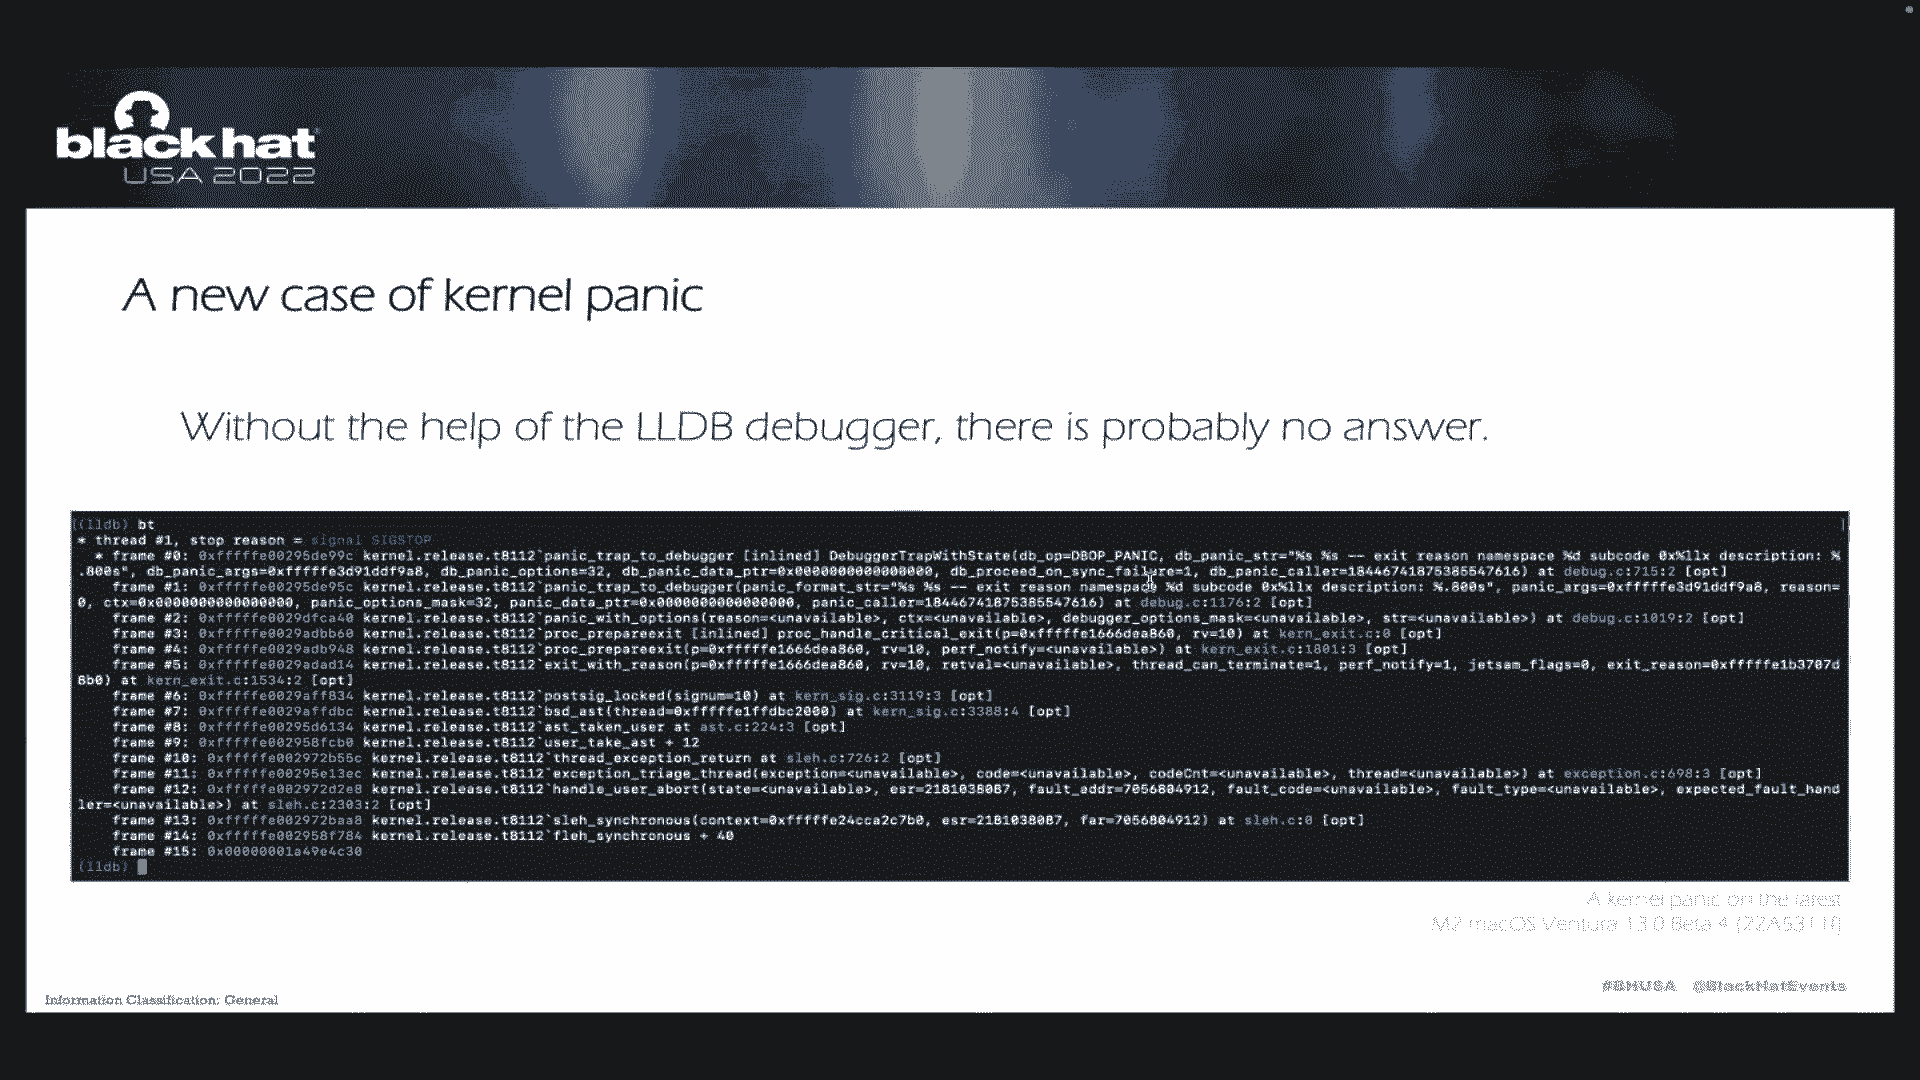 black hat
USA 2022
A new case of kernel panic
Without the help of the LLDB debugger, there is probably no answer.
(lldb) bt
* thread #1, stop reason = signal SIGSTOP
* frame #0: 0xfffffe00295de99c kernel.release.t8112`panic_trap_to_debugger [inlined] DebuggerTrapWithState(db_op=DBOP_PANIC, db_panic_str="%s %s -- exit reason namespace %d subcode 0x%llx description: %
.800s", db_panic_args=0xfffffe3d91ddf9a8, db_panic_options=32, db_panic_data_ptr=0x0000000000000000, db_proceed_on_sync_failure=1, db_panic_caller=18446741875385547616) at debug.c:715:2 [opt]
frame #1: 0xfffffe00295de95c kernel.release.t8112`panic_trap_to_debugger(panic_format_str="%s %s -- exit reason namespace %d subcode 0x%llx description: %.800s", panic_args=0xfffffe3d91ddf9a8, reason=
0, ctx=0x0000000000000000, panic_options_mask=32, panic_data_ptr=0x0000000000000000, panic_caller=18446741875385547616) at debug.c:1176:2 [opt]
frame #2: 0xfffffe0029dfca40 kernel.release.t8112`panic_with_options(reason=<unavailable>, ctx=<unavailable>, debugger_options_mask=<unavailable>, str=<unavailable>) at debug.c:1019:2 [opt]
frame #3: 0xfffffe0029adbb60 kernel.release.t8112`proc_prepareexit [inlined] proc_handle_critical_exit(p=0xfffffe1666dea860, rv=10) at kern_exit.c:0 [opt]
frame #4: 0xfffffe0029adb948 kernel.release.t8112`proc_prepareexit(p=0xfffffe1666dea860, rv=10, perf_notify=<unavailable>) at kern_exit.c:1801:3 [opt]
frame #5: 0xfffffe0029adad14 kernel.release.t8112`exit_with_reason(p=0xfffffe1666dea860, rv=10, retval=<unavailable>, thread_can_terminate=1, perf_notify=1, jetsam_flags=0, exit_reason=0xfffffe1b3707d
8b0) at kern_exit.c:1534:2 [opt]
frame #6: 0xfffffe0029aff834 kernel.release.t8112`postsig_locked(signum=10) at kern_sig.c:3119:3 [opt]
frame #7: 0xfffffe0029affdbc kernel.release.t8112`bsd_ast(thread=0xfffffe1ffdbc2000) at kern_sig.c:3388:4 [opt]
frame #8: 0xfffffe00295d6134 kernel.release.t8112`ast_taken_user at ast.c:224:3 [opt]
frame #9: 0xfffffe002958fcb0 kernel.release.t8112`user_take_ast + 12
frame #10: 0xfffffe002972b55c kernel.release.t8112`thread_exception_return at sleh.c:726:2 [opt]
frame #11: 0xfffffe00295e13ec kernel.release.t8112`exception_triage_thread(exception=<unavailable>, code=<unavailable>, codeCnt=<unavailable>, thread=<unavailable>) at exception.c:698:3 [opt]
frame #12: 0xfffffe002972d2e8 kernel.release.t8112`handle_user_abort(state=<unavailable>, esr=2181038087, fault_addr=7056804912, fault_code=<unavailable>, fault_type=<unavailable>, expected_fault_hand
ler=<unavailable>) at sleh.c:2303:2 [opt]
frame #13: 0xfffffe002972baa8 kernel.release.t8112`sleh_synchronous(context=0xfffffe24cca2c7b0, esr=2181038087, far=7056804912) at sleh.c:0 [opt]
frame #14: 0xfffffe002958f784 kernel.release.t8112`fleh_synchronous + 40
frame #15: 0x00000001a49e4c30
(lldb)
A kernel panic on the latest
M2 macOS Ventura 13.0 Beta 4 (22A5311f)
#BHUSA @BlackHatEvents
Information Classification: General